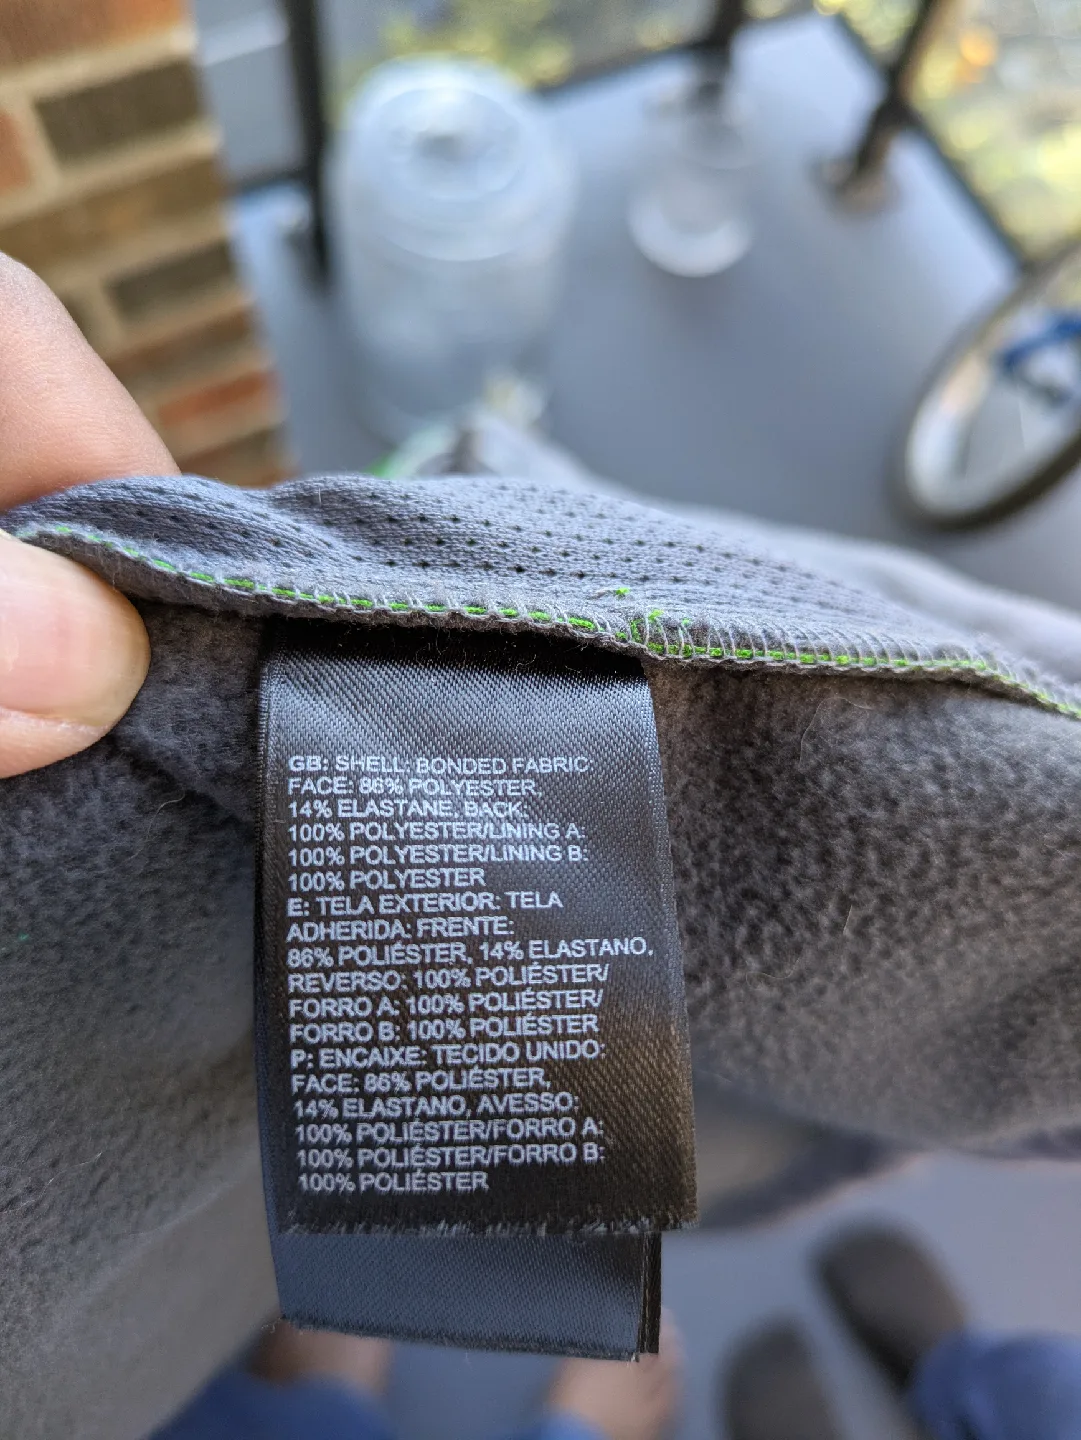 GB: SHELL: BONDED FABRIC
FACE: 86% POLYESTER,
14% ELASTANE, BACK:
100% POLYESTER/LINING A:
100% POLYESTER/LINING B:
100% POLYESTER
E: TELA EXTERIOR: TELA
ADHERIDA: FRENTE:
86% POLIÉSTER, 14% ELASTANO,
REVERSO: 100% POLIÉSTER/
FORRO A: 100% POLIÉSTER/
FORRO B: 100% POLIÉSTER
P: ENCAIXE: TECIDO UNIDO:
FACE: 86% POLIÉSTER,
14% ELASTANO, AVESSO:
100% POLIÉSTER/FORRO A:
100% POLIÉSTER/FORRO B:
100% POLIÉSTER